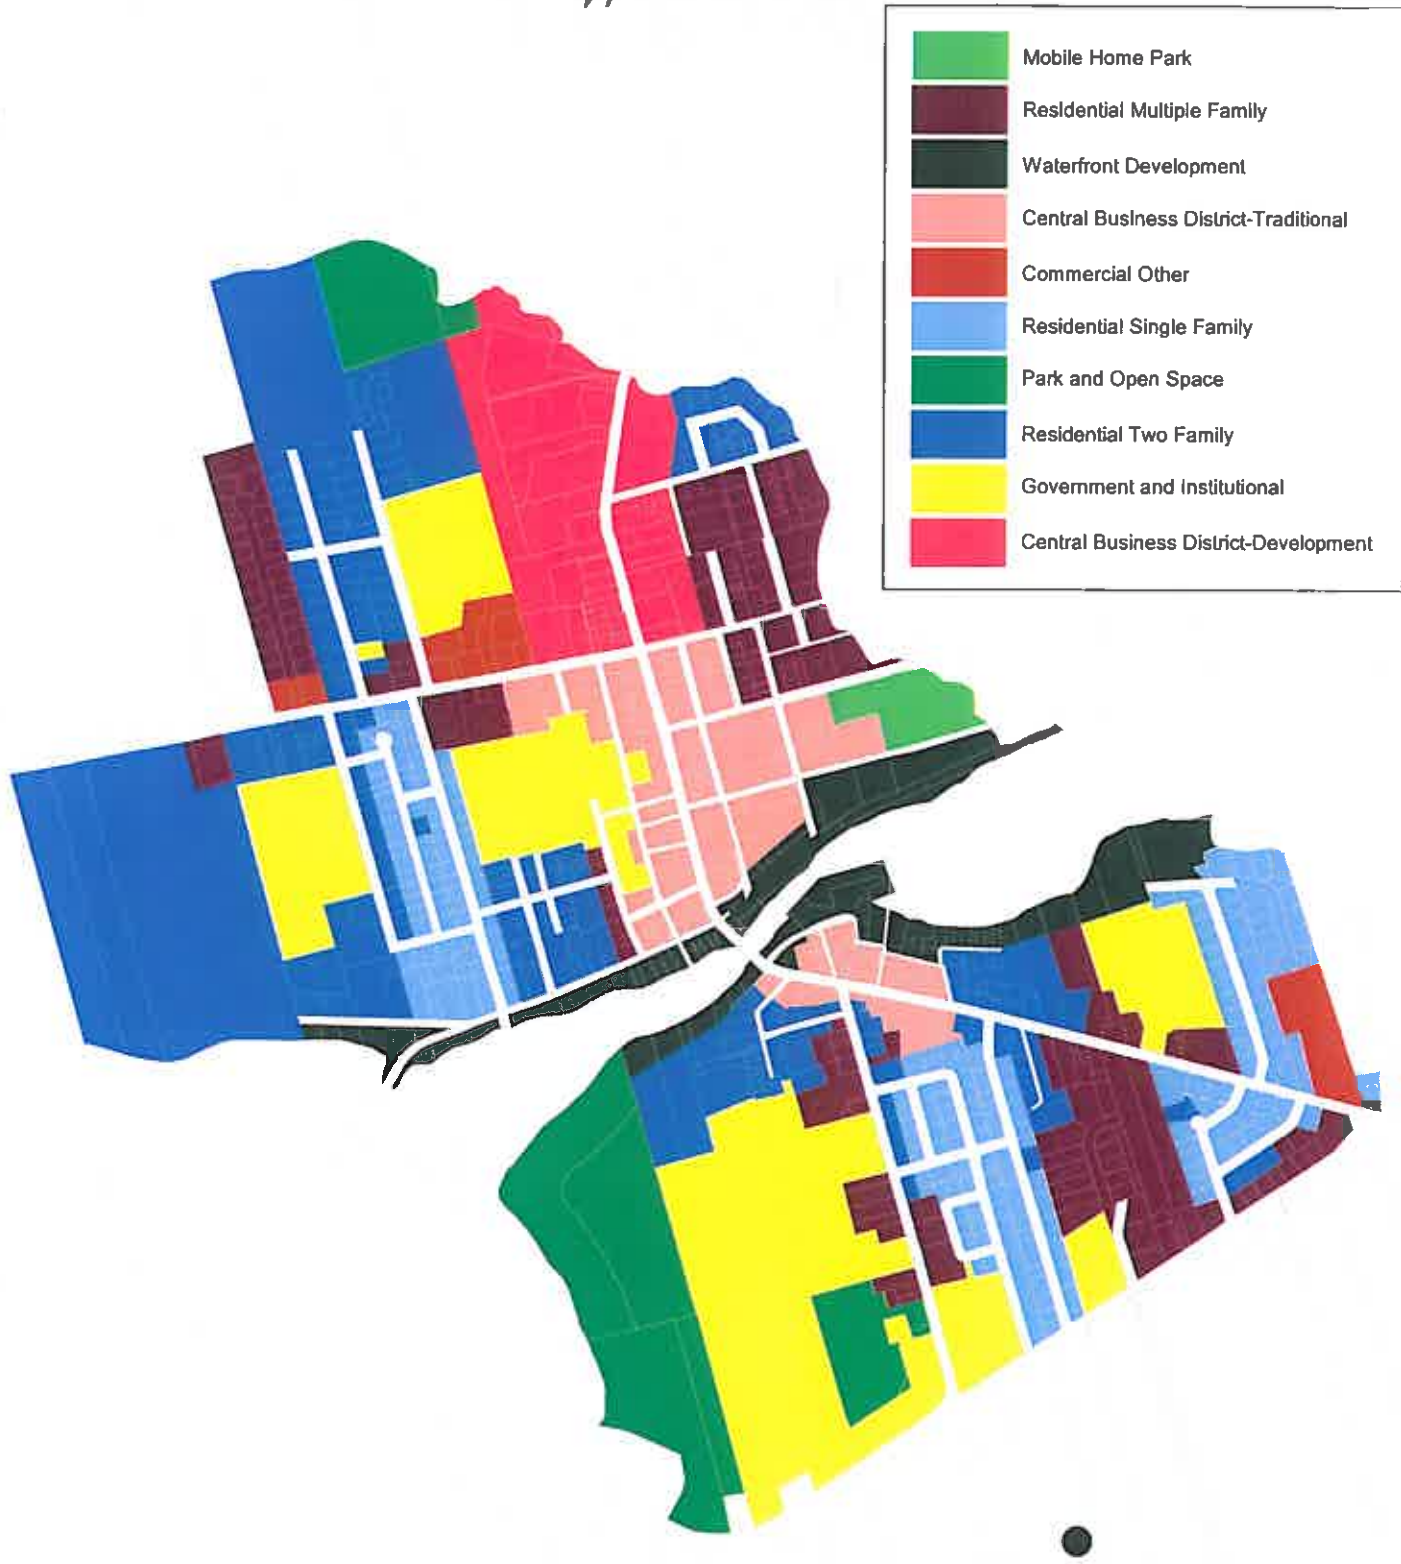 Mobile Home Park
Residential Multiple Family
Waterfront Development
Central Business District-Traditional
Commercial Other
Residential Single Family
Park and Open Space
Residential Two Family
Government and Institutional
Central Business District-Development